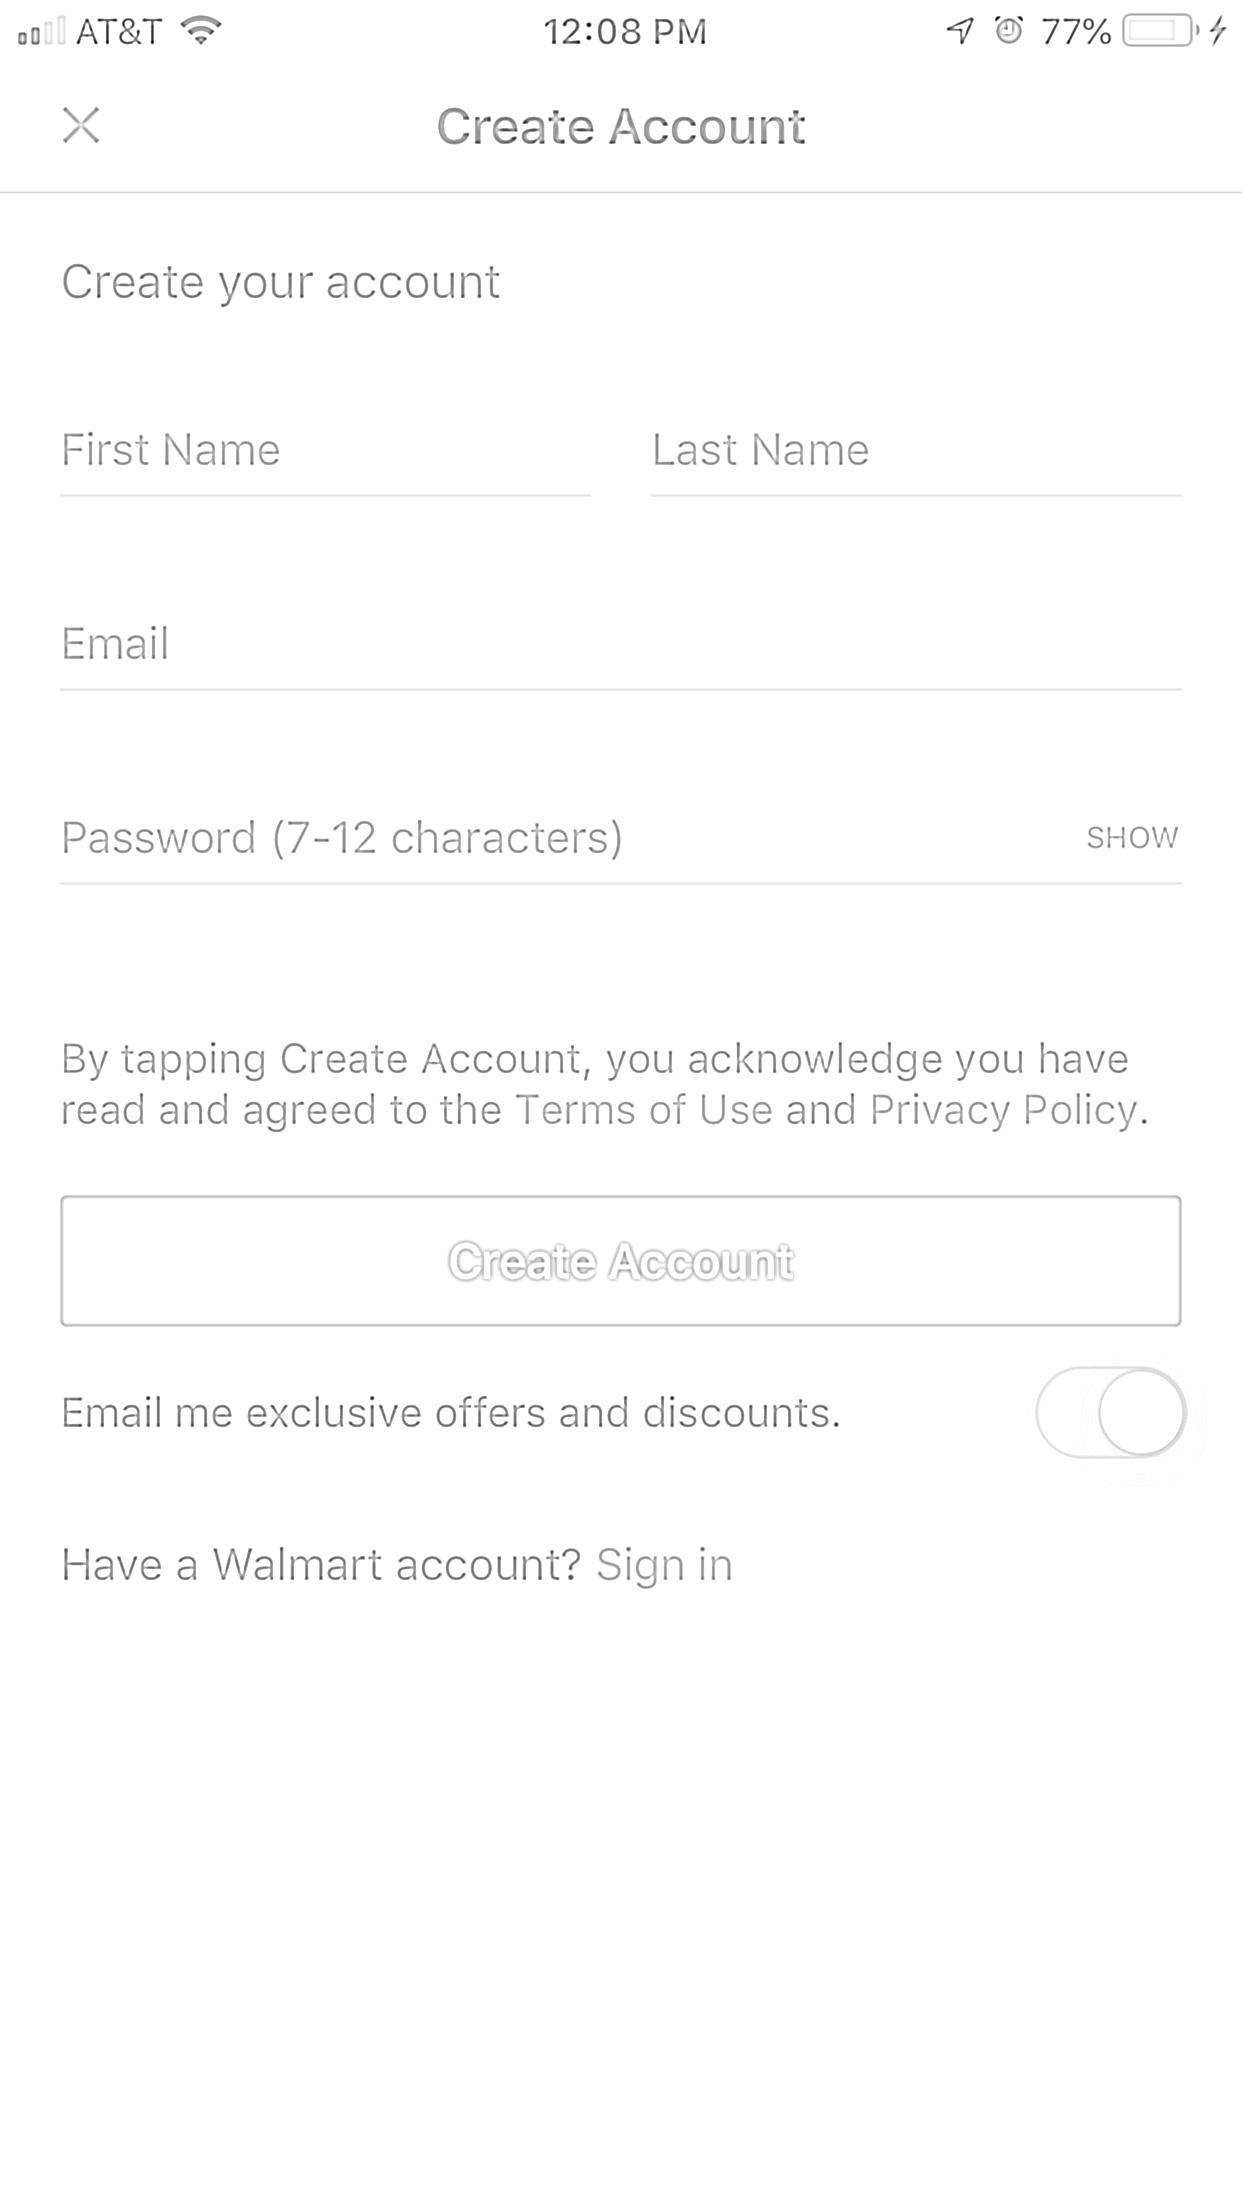 AT&T 12:08 PM 77%
Create Account
Create your account
First Name Last Name
Email
Password (7-12 characters) SHOW
By tapping Create Account, you acknowledge you have
read and agreed to the Terms of Use and Privacy Policy.
Create Account
Email me exclusive offers and discounts.
Have a Walmart account? Sign in